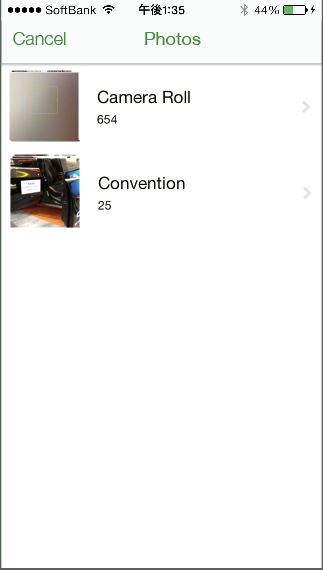 SoftBank 午後1:35 44%
Cancel Photos
Camera Roll
654
Convention
25